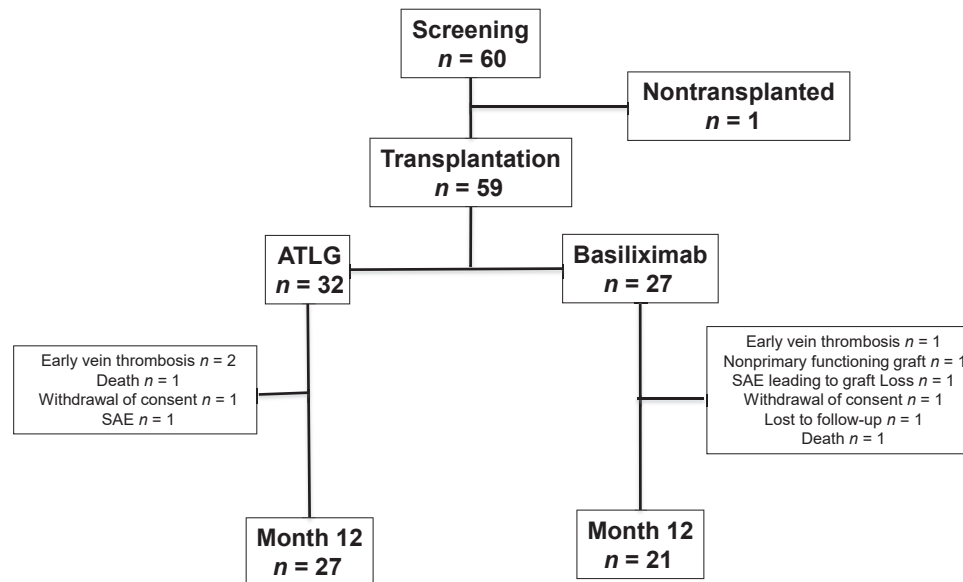 Screening
n = 60
Nontransplanted
n = 1
Transplantation
n = 59
ATLG
n = 32
Basiliximab
n = 27
Early vein thrombosis n = 2
Death n = 1
Withdrawal of consent n = 1
SAE n = 1
Early vein thrombosis n = 1
Nonprimary functioning graft n = 1
SAE leading to graft Loss n = 1
Withdrawal of consent n = 1
Lost to follow-up n = 1
Death n = 1
Month 12
n = 27
Month 12
n = 21